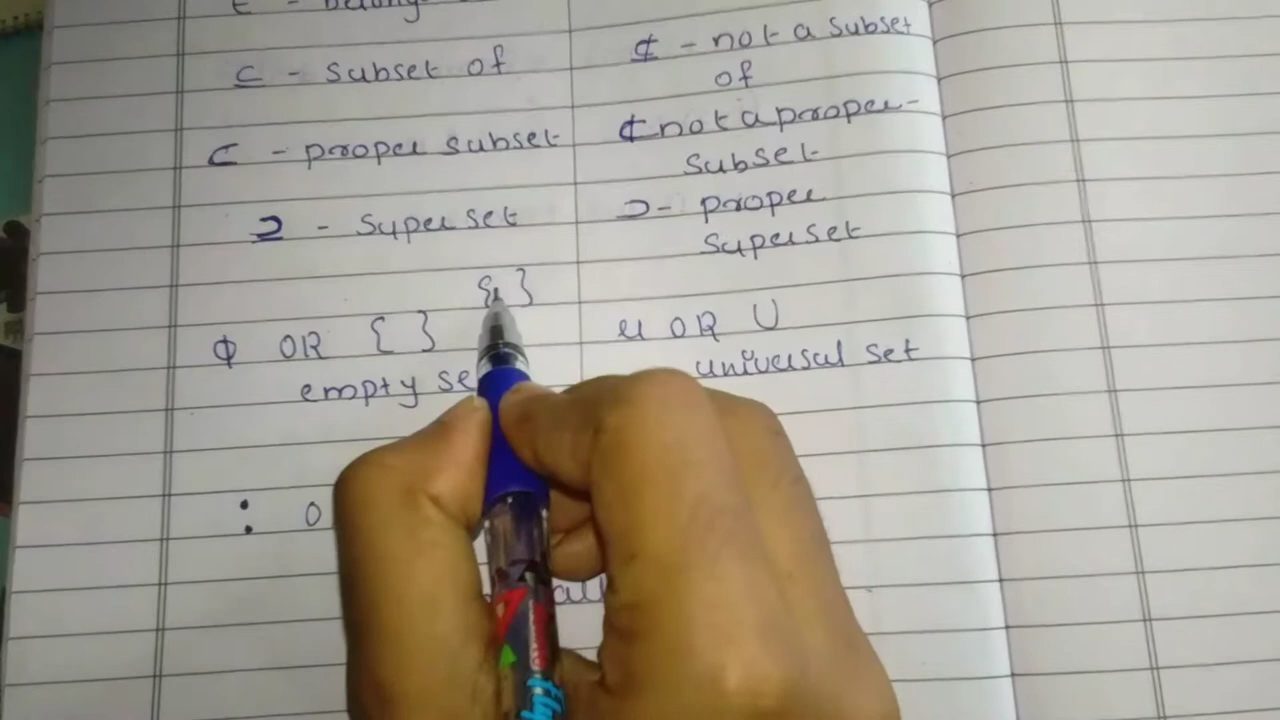 ⊆ - subset of
⊄ - not a subset
of
⊂ - proper subset
⊄ not a proper-
subset
⊇ - Superset
⊃ - proper
superset
{ }
ϕ OR { }
empty se
μ OR U
universal set
: o